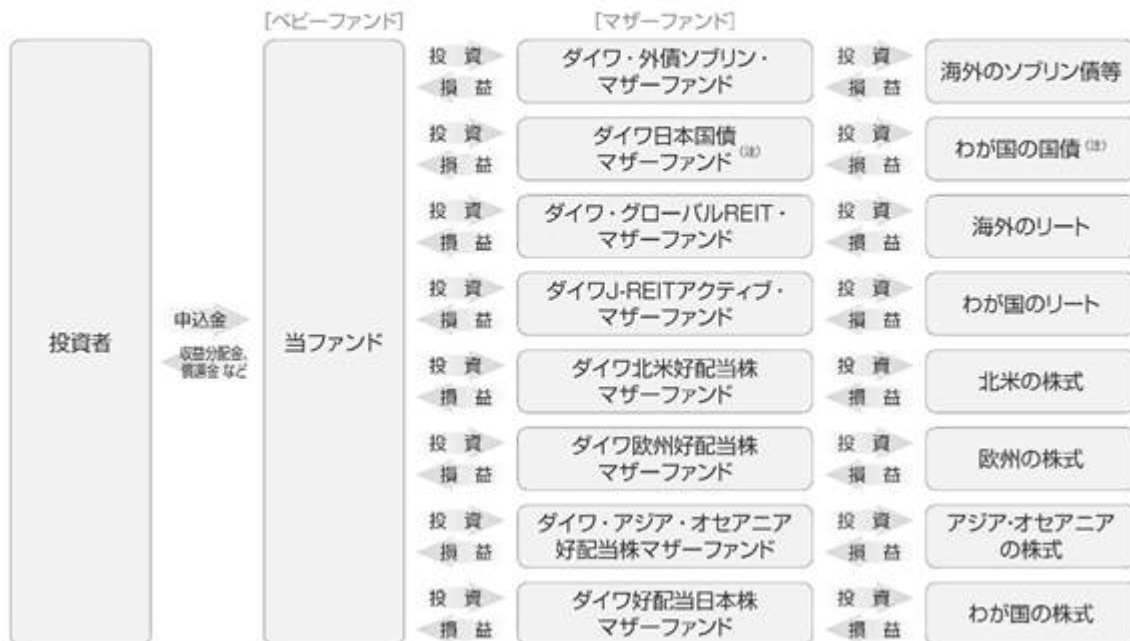 [ベビーファンド]
[マザーファンド]
投資者
申込金
収益分配金、
償還金 など
当ファンド
投 資
損 益
ダイワ・外債ソブリン・
マザーファンド
投 資
損 益
海外のソブリン債等
投 資
損 益
ダイワ日本国債
マザーファンド (注)
投 資
損 益
わが国の国債 (注)
投 資
損 益
ダイワ・グローバルREIT・
マザーファンド
投 資
損 益
海外のリート
投 資
損 益
ダイワJ-REITアクティブ・
マザーファンド
投 資
損 益
わが国のリート
投 資
損 益
ダイワ北米好配当株
マザーファンド
投 資
損 益
北米の株式
投 資
損 益
ダイワ欧州好配当株
マザーファンド
投 資
損 益
欧州の株式
投 資
損 益
ダイワ・アジア・オセアニア
好配当株マザーファンド
投 資
損 益
アジア・オセアニア
の株式
投 資
損 益
ダイワ好配当日本株
マザーファンド
投 資
損 益
わが国の株式